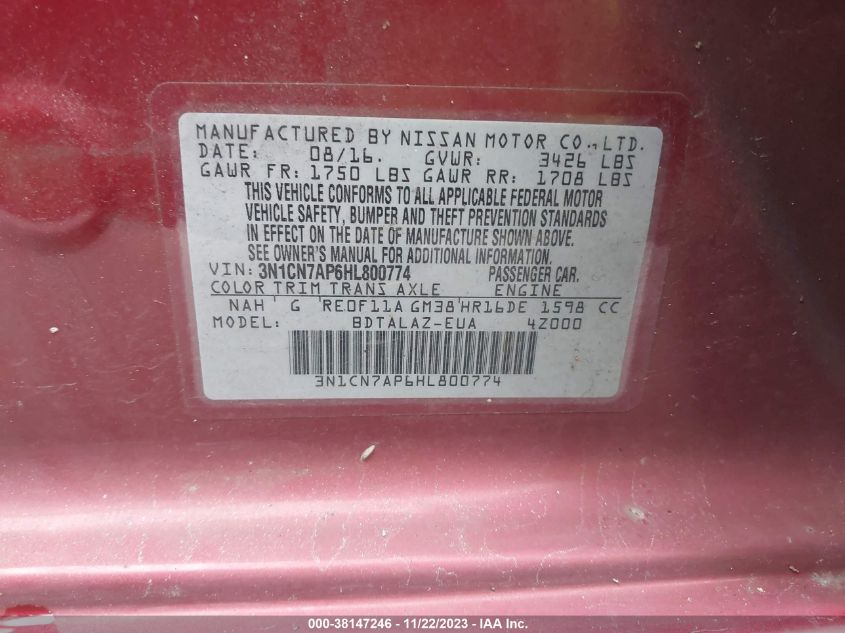 MANUFACTURED BY NISSAN MOTOR CO., LTD.
DATE: 08/16. GVWR: 3426 LBS
GAWR FR: 1750 LBS GAWR RR: 1708 LBS
THIS VEHICLE CONFORMS TO ALL APPLICABLE FEDERAL MOTOR
VEHICLE SAFETY, BUMPER AND THEFT PREVENTION STANDARDS
IN EFFECT ON THE DATE OF MANUFACTURE SHOWN ABOVE.
SEE OWNER'S MANUAL FOR ADDITIONAL INFORMATION.
VIN: 3N1CN7AP6HL800774 PASSENGER CAR.
COLOR TRIM TRANS AXLE ENGINE
NAH G RE0F11A GM38 HR16DE 1598 CC
MODEL: BDTALAZ-EUA 4Z000
3N1CN7AP6HL800774
000-38147246 - 11/22/2023 - IAA Inc.